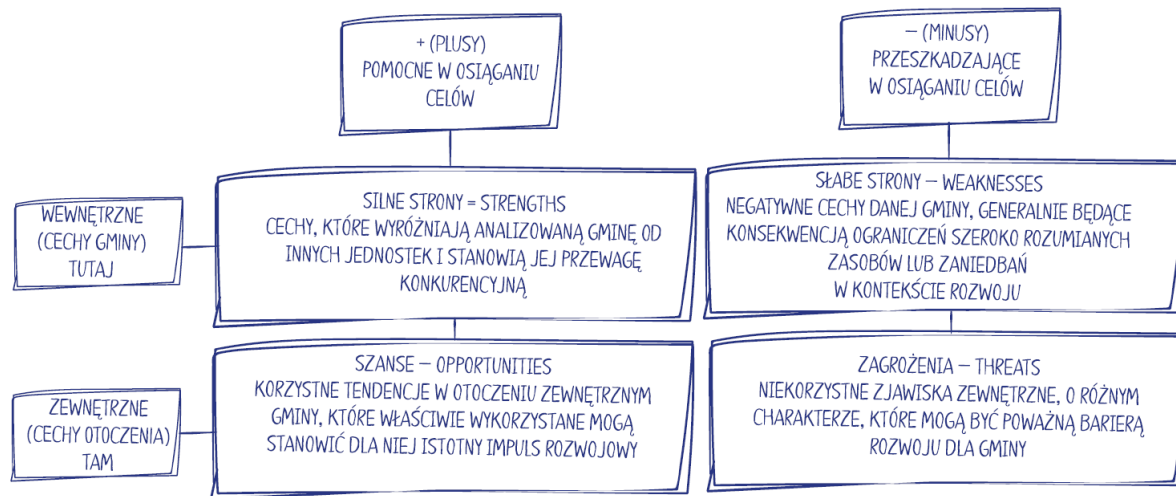 + (PLUSY)
POMOCNE W OSIĄGANIU
CELÓW
– (MINUSY)
PRZESZKADZAJĄCE
W OSIĄGANIU CELÓW
WEWNĘTRZNE
(CECHY GMINY)
TUTAJ
SILNE STRONY = STRENGTHS
CECHY, KTÓRE WYRÓŻNIAJĄ ANALIZOWANĄ GMINĘ OD
INNYCH JEDNOSTEK I STANOWIĄ JEJ PRZEWAGĘ
KONKURENCYJNĄ
SŁABE STRONY – WEAKNESSES
NEGATYWNE CECHY DANEJ GMINY, GENERALNIE BĘDĄCE
KONSEKWENCJĄ OGRANICZEŃ SZEROKO ROZUMIANYCH
ZASOBÓW LUB ZANIEDBAŃ
W KONTEKŚCIE ROZWOJU
ZEWNĘTRZNE
(CECHY OTOCZENIA)
TAM
SZANSE – OPPORTUNITIES
KORZYSTNE TENDENCJE W OTOCZENIU ZEWNĘTRZNYM
GMINY, KTÓRE WŁAŚCIWIE WYKORZYSTANE MOGĄ
STANOWIĆ DLA NIEJ ISTOTNY IMPULS ROZWOJOWY
ZAGROŻENIA – THREATS
NIEKORZYSTNE ZJAWISKA ZEWNĘTRZNE, O RÓŻNYM
CHARAKTERZE, KTÓRE MOGĄ BYĆ POWAŻNĄ BARIERĄ
ROZWOJU DLA GMINY